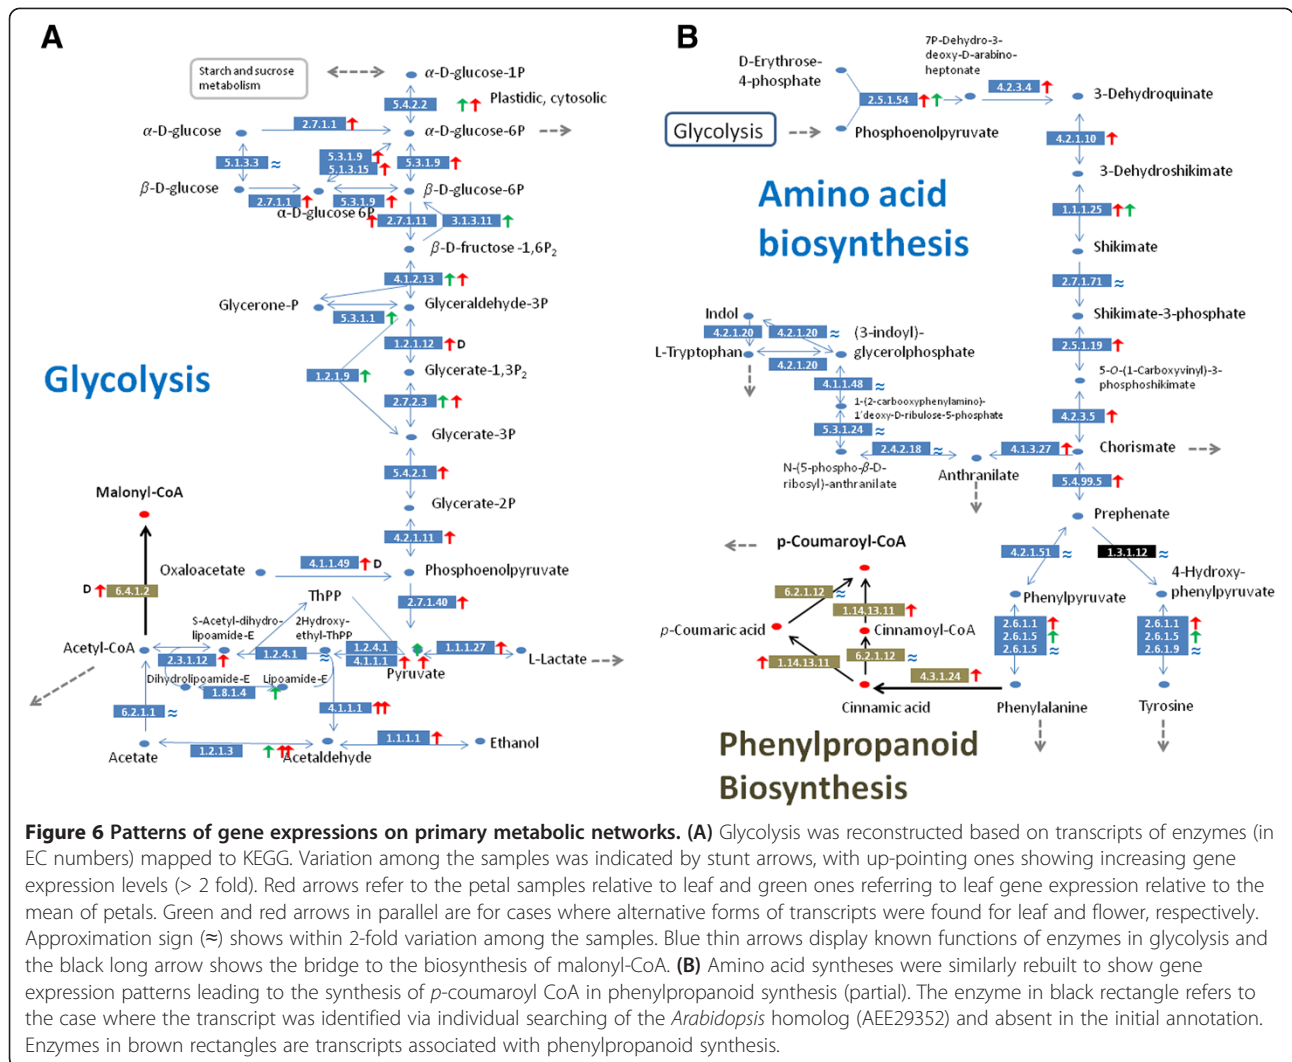 A
Starch and sucrose
metabolism
α-D-glucose-1P
5.4.2.2
Plastidic, cytosolic
α-D-glucose
2.7.1.1
α-D-glucose-6P
5.1.3.3 ≈
5.3.1.9
5.1.3.15
5.3.1.9
β-D-glucose
2.7.1.1
5.3.1.9
β-D-glucose-6P
α-D-glucose 6P
2.7.1.11
3.1.3.11
β-D-fructose -1,6P2
4.1.2.13
Glycerone-P
Glyceraldehyde-3P
5.3.1.1
1.2.1.12 D
Glycolysis
1.2.1.9
Glycerate-1,3P2
2.7.2.3
Glycerate-3P
5.4.2.1
Malonyl-CoA
Glycerate-2P
4.2.1.11
4.1.1.49 D
Oxaloacetate
Phosphoenolpyruvate
D 6.4.1.2
ThPP
2.7.1.40
S-Acetyl-dihydro-
lipoamide-E
2Hydroxy-
ethyl-ThPP
Acetyl-CoA
2.3.1.12
1.2.4.1 ≈
1.2.4.1
4.1.1.1
Pyruvate
1.1.1.27
L-Lactate
Dihydrolipoamide-E
Lipoamide-E
1.8.1.4
6.2.1.1 ≈
4.1.1.1
Acetate
1.2.1.3
Acetaldehyde
1.1.1.1
Ethanol
B
D-Erythrose-
4-phosphate
7P-Dehydro-3-
deoxy-D-arabino-
heptonate
2.5.1.54
4.2.3.4
3-Dehydroquinate
Glycolysis
Phosphoenolpyruvate
4.2.1.10
3-Dehydroshikimate
Amino acid
biosynthesis
1.1.1.25
Shikimate
2.7.1.71 ≈
Indol
Shikimate-3-phosphate
4.2.1.20
4.2.1.20 ≈
(3-indoyl)-
glycerolphosphate
L-Tryptophan
4.2.1.20
2.5.1.19
5-O-(1-Carboxyvinyl)-3-
phosphoshikimate
4.1.1.48 ≈
1-(2-carbooxyphenylamino)-
1'deoxy-D-ribulose-5-phosphate
4.2.3.5
5.3.1.24 ≈
2.4.2.18 ≈
4.1.3.27
Chorismate
N-(5-phospho-β-D-
ribosyl)-anthranilate
Anthranilate
5.4.99.5
Prephenate
p-Coumaroyl-CoA
4.2.1.51 ≈
1.3.1.12 ≈
6.2.1.12 ≈
1.14.13.11
Phenylpyruvate
4-Hydroxy-
phenylpyruvate
p-Coumaric acid
Cinnamoyl-CoA
2.6.1.1
2.6.1.5
2.6.1.5 ≈
2.6.1.1
2.6.1.5
2.6.1.9 ≈
1.14.13.11
6.2.1.12 ≈
4.3.1.24
Cinnamic acid
Phenylalanine
Tyrosine
Phenylpropanoid
Biosynthesis
Figure 6 Patterns of gene expressions on primary metabolic networks. (A) Glycolysis was reconstructed based on transcripts of enzymes (in
EC numbers) mapped to KEGG. Variation among the samples was indicated by stunt arrows, with up-pointing ones showing increasing gene
expression levels (> 2 fold). Red arrows refer to the petal samples relative to leaf and green ones referring to leaf gene expression relative to the
mean of petals. Green and red arrows in parallel are for cases where alternative forms of transcripts were found for leaf and flower, respectively.
Approximation sign (≈) shows within 2-fold variation among the samples. Blue thin arrows display known functions of enzymes in glycolysis and
the black long arrow shows the bridge to the biosynthesis of malonyl-CoA. (B) Amino acid syntheses were similarly rebuilt to show gene
expression patterns leading to the synthesis of p-coumaroyl CoA in phenylpropanoid synthesis (partial). The enzyme in black rectangle refers to
the case where the transcript was identified via individual searching of the Arabidopsis homolog (AEE29352) and absent in the initial annotation.
Enzymes in brown rectangles are transcripts associated with phenylpropanoid synthesis.